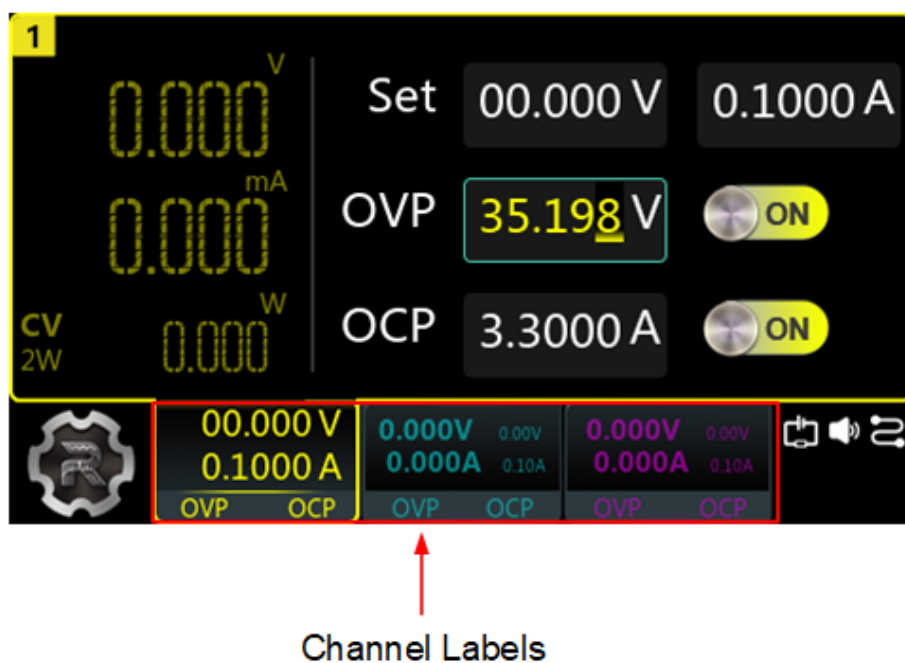 1
0.000 V
0.000 mA
CV 2W 0.000 W
Set 00.000 V 0.1000 A
OVP 35.198 V ON
OCP 3.3000 A ON
R
00.000 V
0.1000 A
OVP OCP
0.000V 0.00V
0.000A 0.10A
OVP OCP
0.000V 0.00V
0.000A 0.10A
OVP OCP
Channel Labels